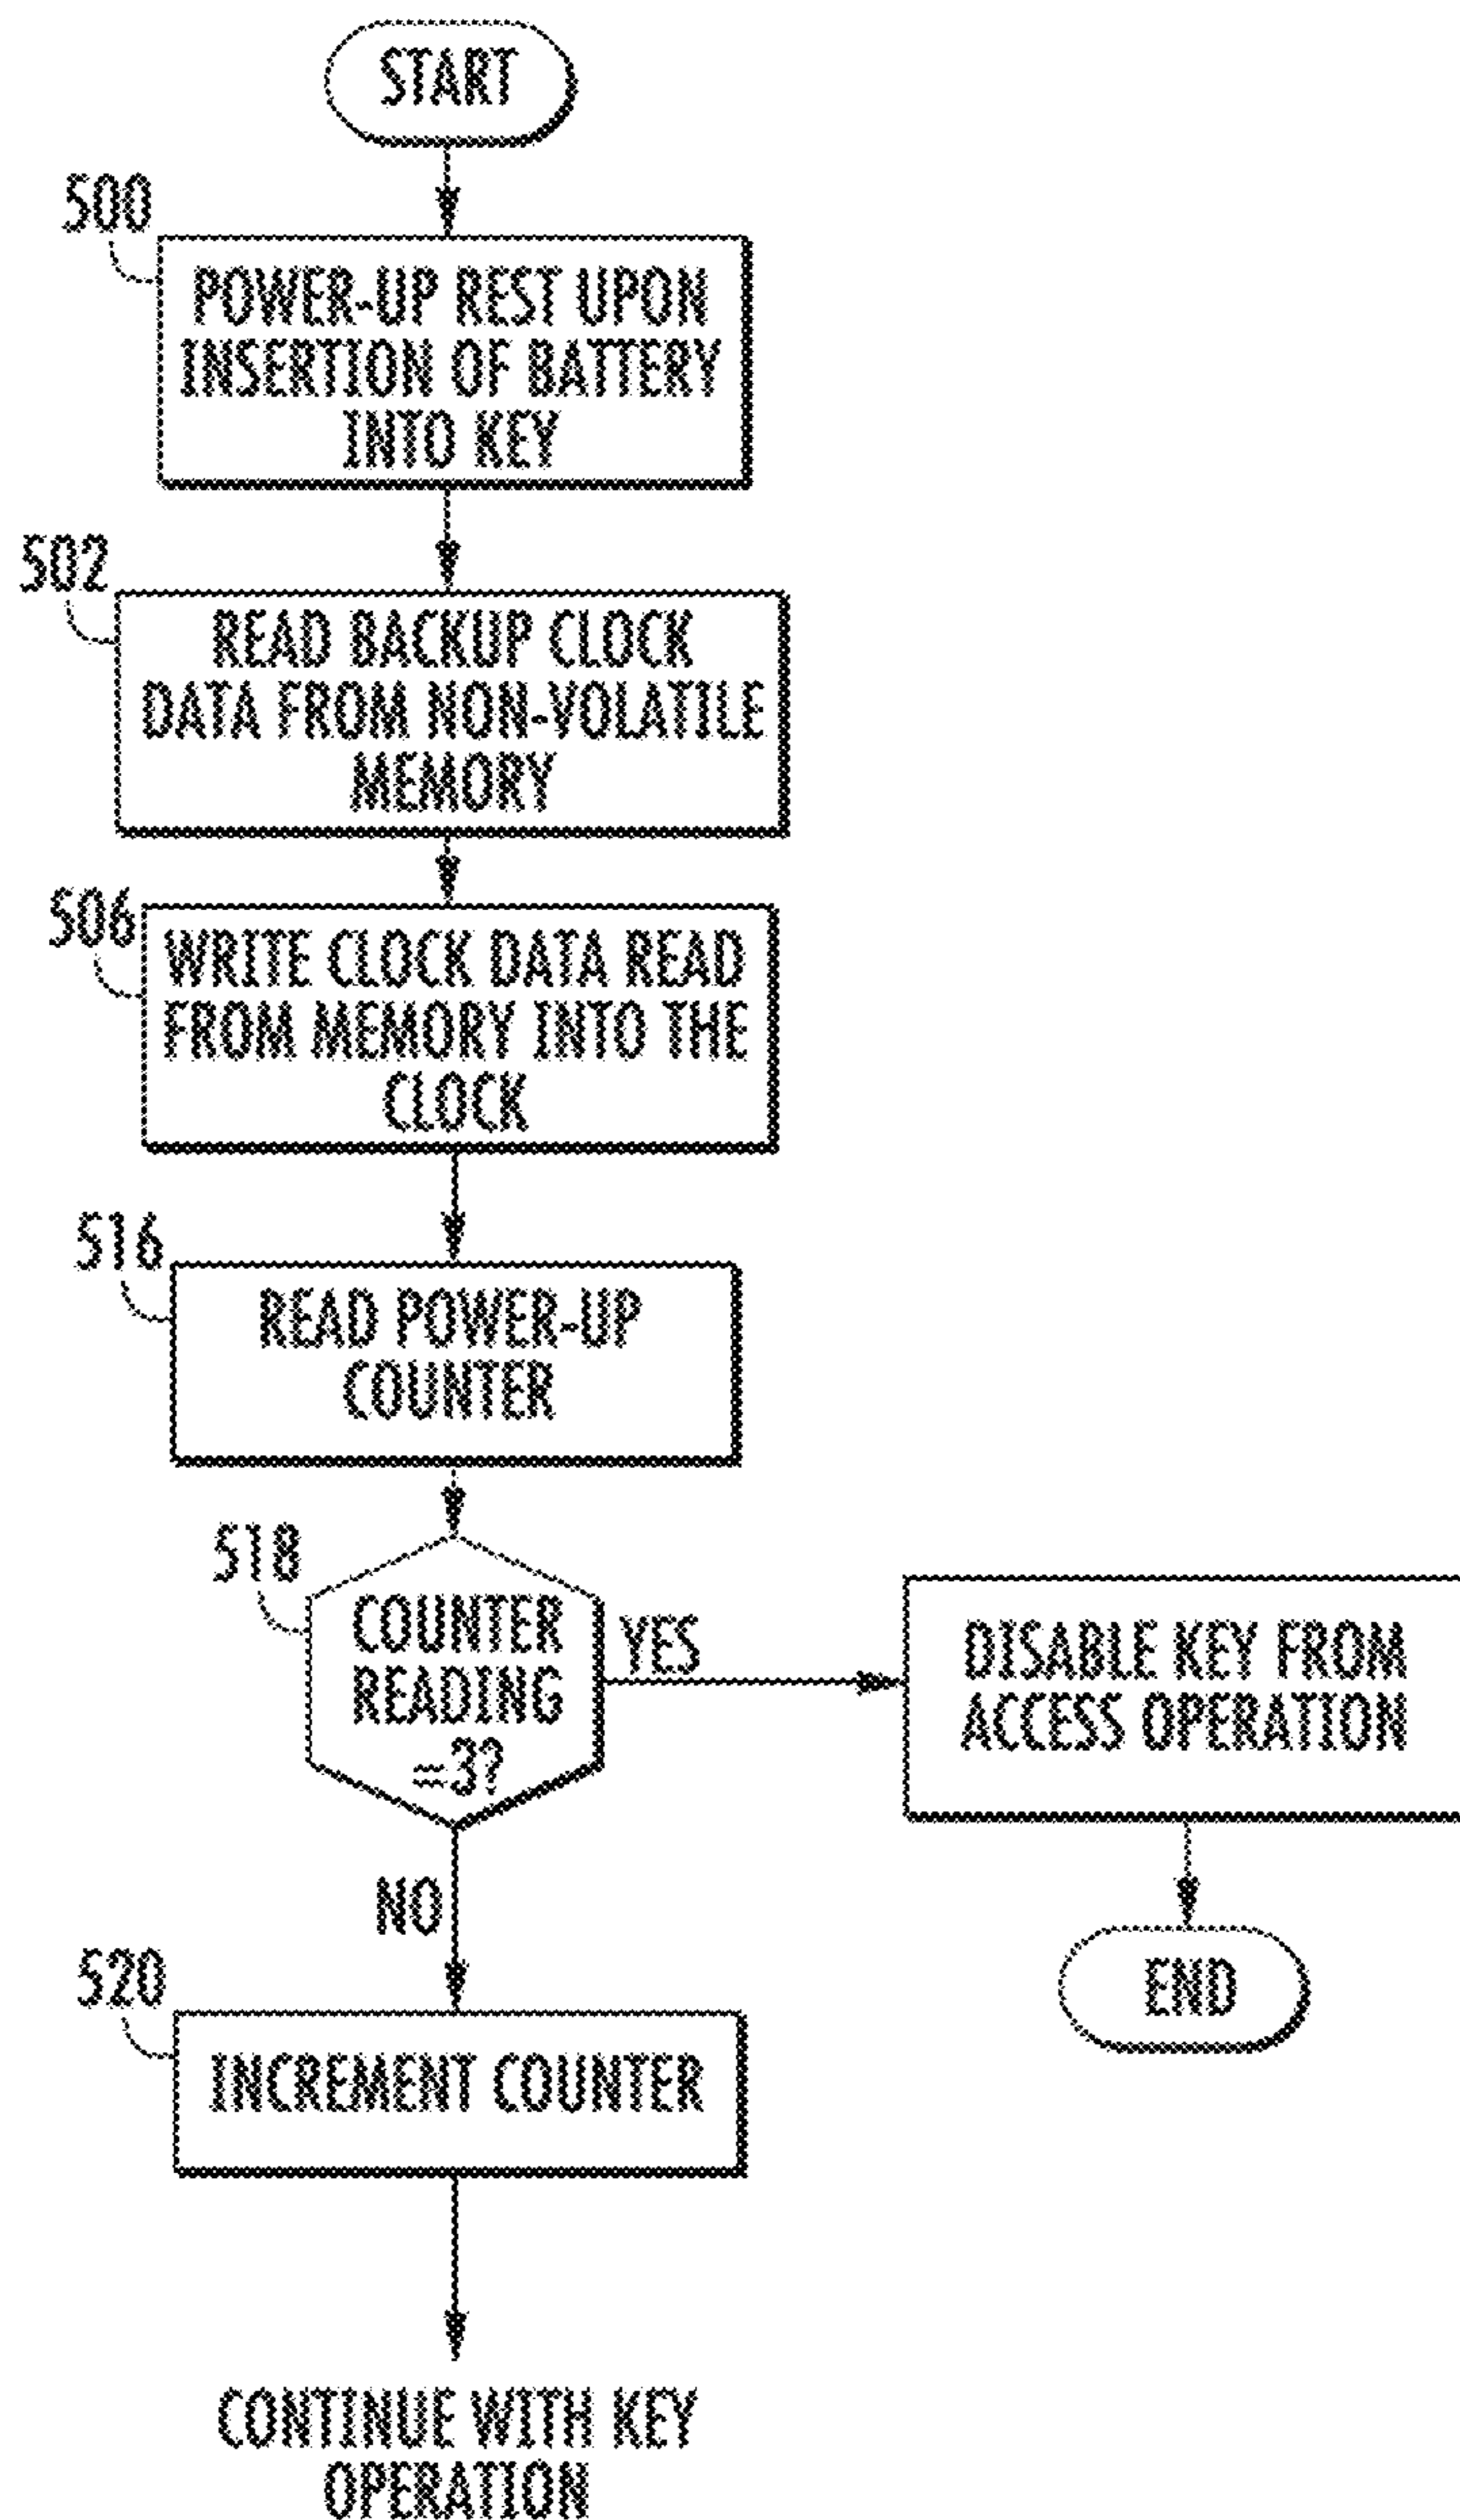 START
500
POWER-UP REST UPON
INSERTION OF BATTERY
INTO KEY
502
READ BACKUP CLOCK
DATA FROM NON-VOLATILE
MEMORY
506
WRITE CLOCK DATA READ
FROM MEMORY INTO THE
CLOCK
516
READ POWER-UP
COUNTER
518
COUNTER
READING
=3?
YES
DISABLE KEY FROM
ACCESS OPERATION
NO
END
520
INCREMENT COUNTER
CONTINUE WITH KEY
OPERATION